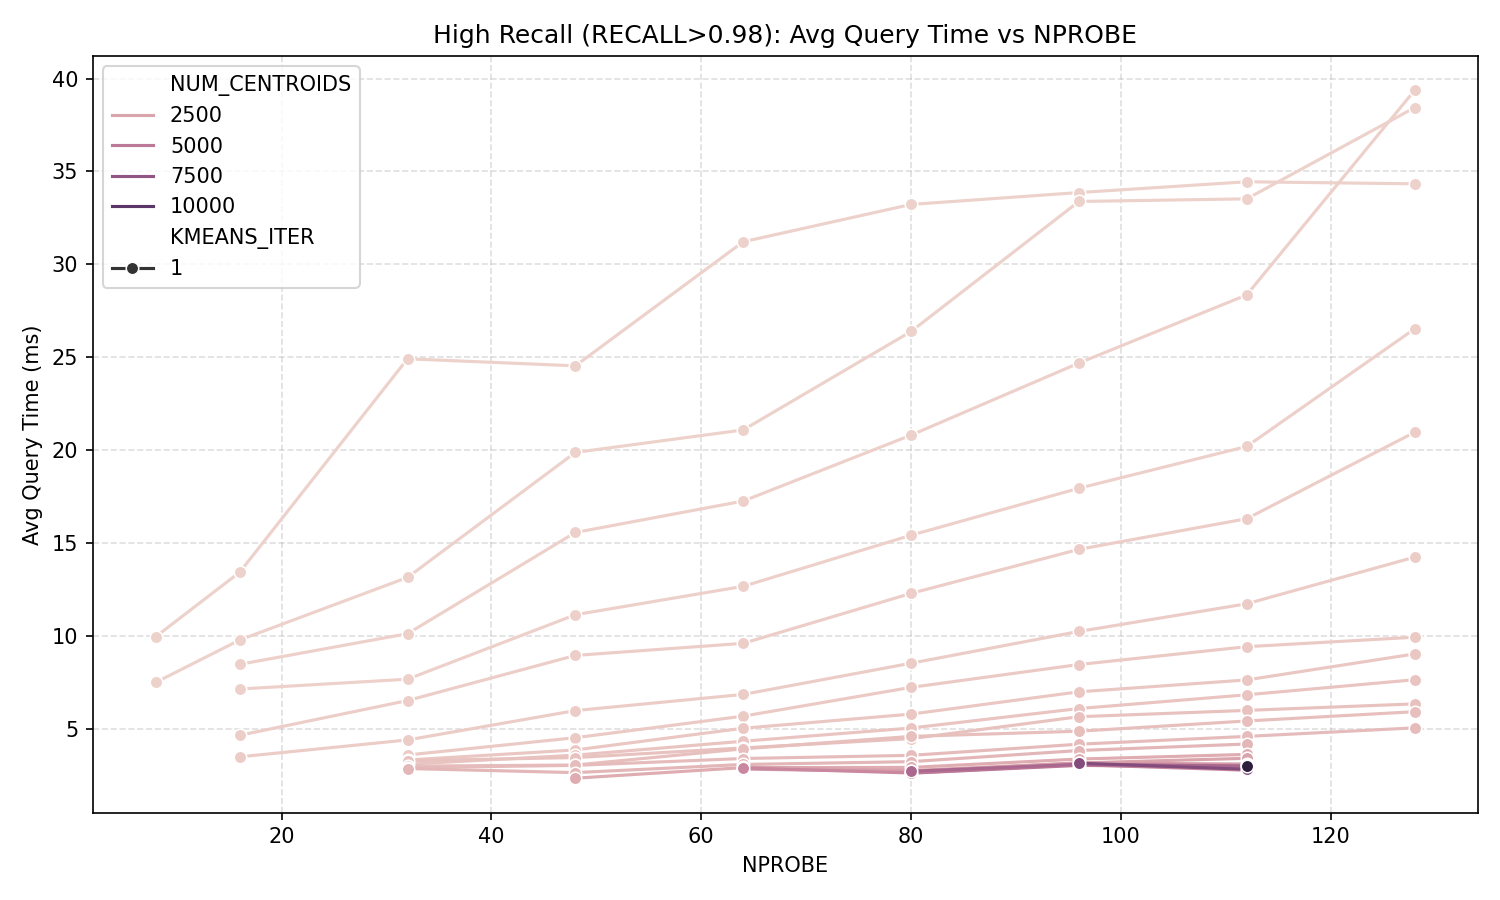 High Recall (RECALL>0.98): Avg Query Time vs NPROBE
NUM_CENTROIDS
2500
5000
7500
10000
KMEANS_ITER
1
Avg Query Time (ms)
40
35
30
25
20
15
10
5
20 40 60 80 100 120
NPROBE